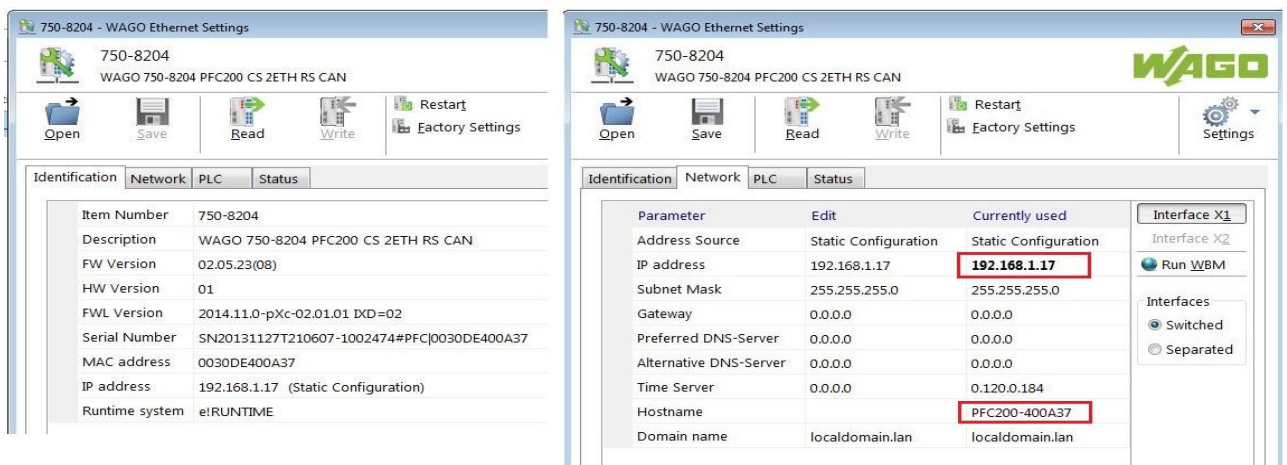 750-8204 - WAGO Ethernet Settings
750-8204
WAGO 750-8204 PFC200 CS 2ETH RS CAN
Open Save Read Write Restart
Factory Settings
Identification Network PLC Status
Item Number 750-8204
Description WAGO 750-8204 PFC200 CS 2ETH RS CAN
FW Version 02.05.23(08)
HW Version 01
FWL Version 2014.11.0-pXc-02.01.01 IXD=02
Serial Number SN20131127T210607-1002474#PFC|0030DE400A37
MAC address 0030DE400A37
IP address 192.168.1.17 (Static Configuration)
Runtime system e!RUNTIME
750-8204 - WAGO Ethernet Settings
750-8204
WAGO 750-8204 PFC200 CS 2ETH RS CAN
WAGO
Open Save Read Write Restart
Factory Settings
Settings
Identification Network PLC Status
Parameter Edit Currently used
Address Source Static Configuration Static Configuration
IP address 192.168.1.17 192.168.1.17
Subnet Mask 255.255.255.0 255.255.255.0
Gateway 0.0.0.0 0.0.0.0
Preferred DNS-Server 0.0.0.0 0.0.0.0
Alternative DNS-Server 0.0.0.0 0.0.0.0
Time Server 0.0.0.0 0.120.0.184
Hostname PFC200-400A37
Domain name localdomain.lan localdomain.lan
Interface X1
Interface X2
Run WBM
Interfaces
Switched
Separated